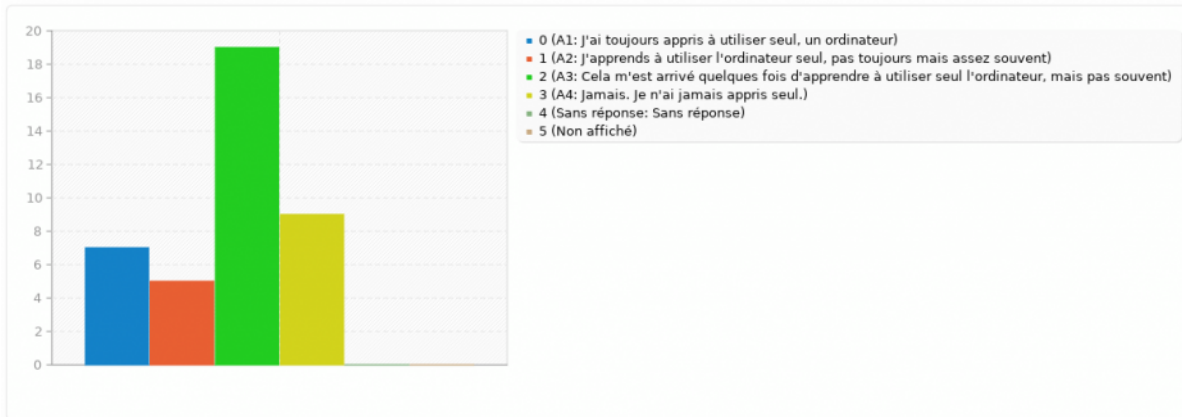 20
18
16
14
12
10
8
6
4
2
0
0 (A1: J'ai toujours appris à utiliser seul, un ordinateur)
1 (A2: J'apprends à utiliser l'ordinateur seul, pas toujours mais assez souvent)
2 (A3: Cela m'est arrivé quelques fois d'apprendre à utiliser seul l'ordinateur, mais pas souvent)
3 (A4: Jamais. Je n'ai jamais appris seul.)
4 (Sans réponse: Sans réponse)
5 (Non affiché)